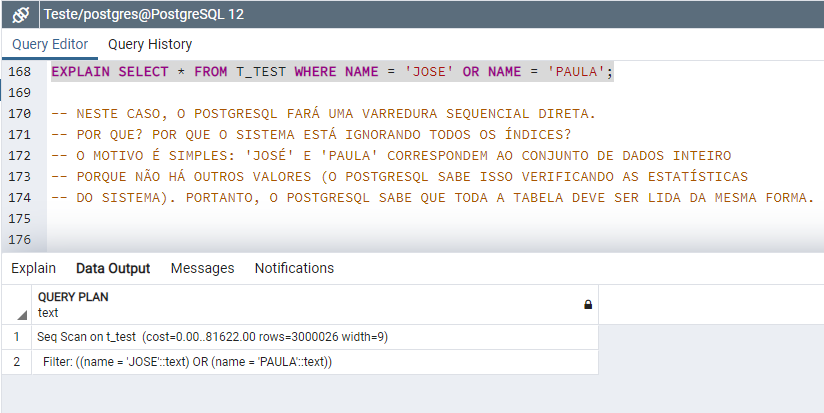 Teste/postgres@PostgreSQL 12
Query Editor Query History
168 EXPLAIN SELECT * FROM T_TEST WHERE NAME = 'JOSE' OR NAME = 'PAULA';
169
170 -- NESTE CASO, O POSTGRESQL FARÁ UMA VARREDURA SEQUENCIAL DIRETA.
171 -- POR QUE? POR QUE O SISTEMA ESTÁ IGNORANDO TODOS OS ÍNDICES?
172 -- O MOTIVO É SIMPLES: 'JOSÉ' E 'PAULA' CORRESPONDEM AO CONJUNTO DE DADOS INTEIRO
173 -- PORQUE NÃO HÁ OUTROS VALORES (O POSTGRESQL SABE ISSO VERIFICANDO AS ESTATÍSTICAS
174 -- DO SISTEMA). PORTANTO, O POSTGRESQL SABE QUE TODA A TABELA DEVE SER LIDA DA MESMA FORMA.
175
176
Explain Data Output Messages Notifications
QUERY PLAN
text
1 Seq Scan on t_test (cost=0.00..81622.00 rows=3000026 width=9)
2 Filter: ((name = 'JOSE'::text) OR (name = 'PAULA'::text))